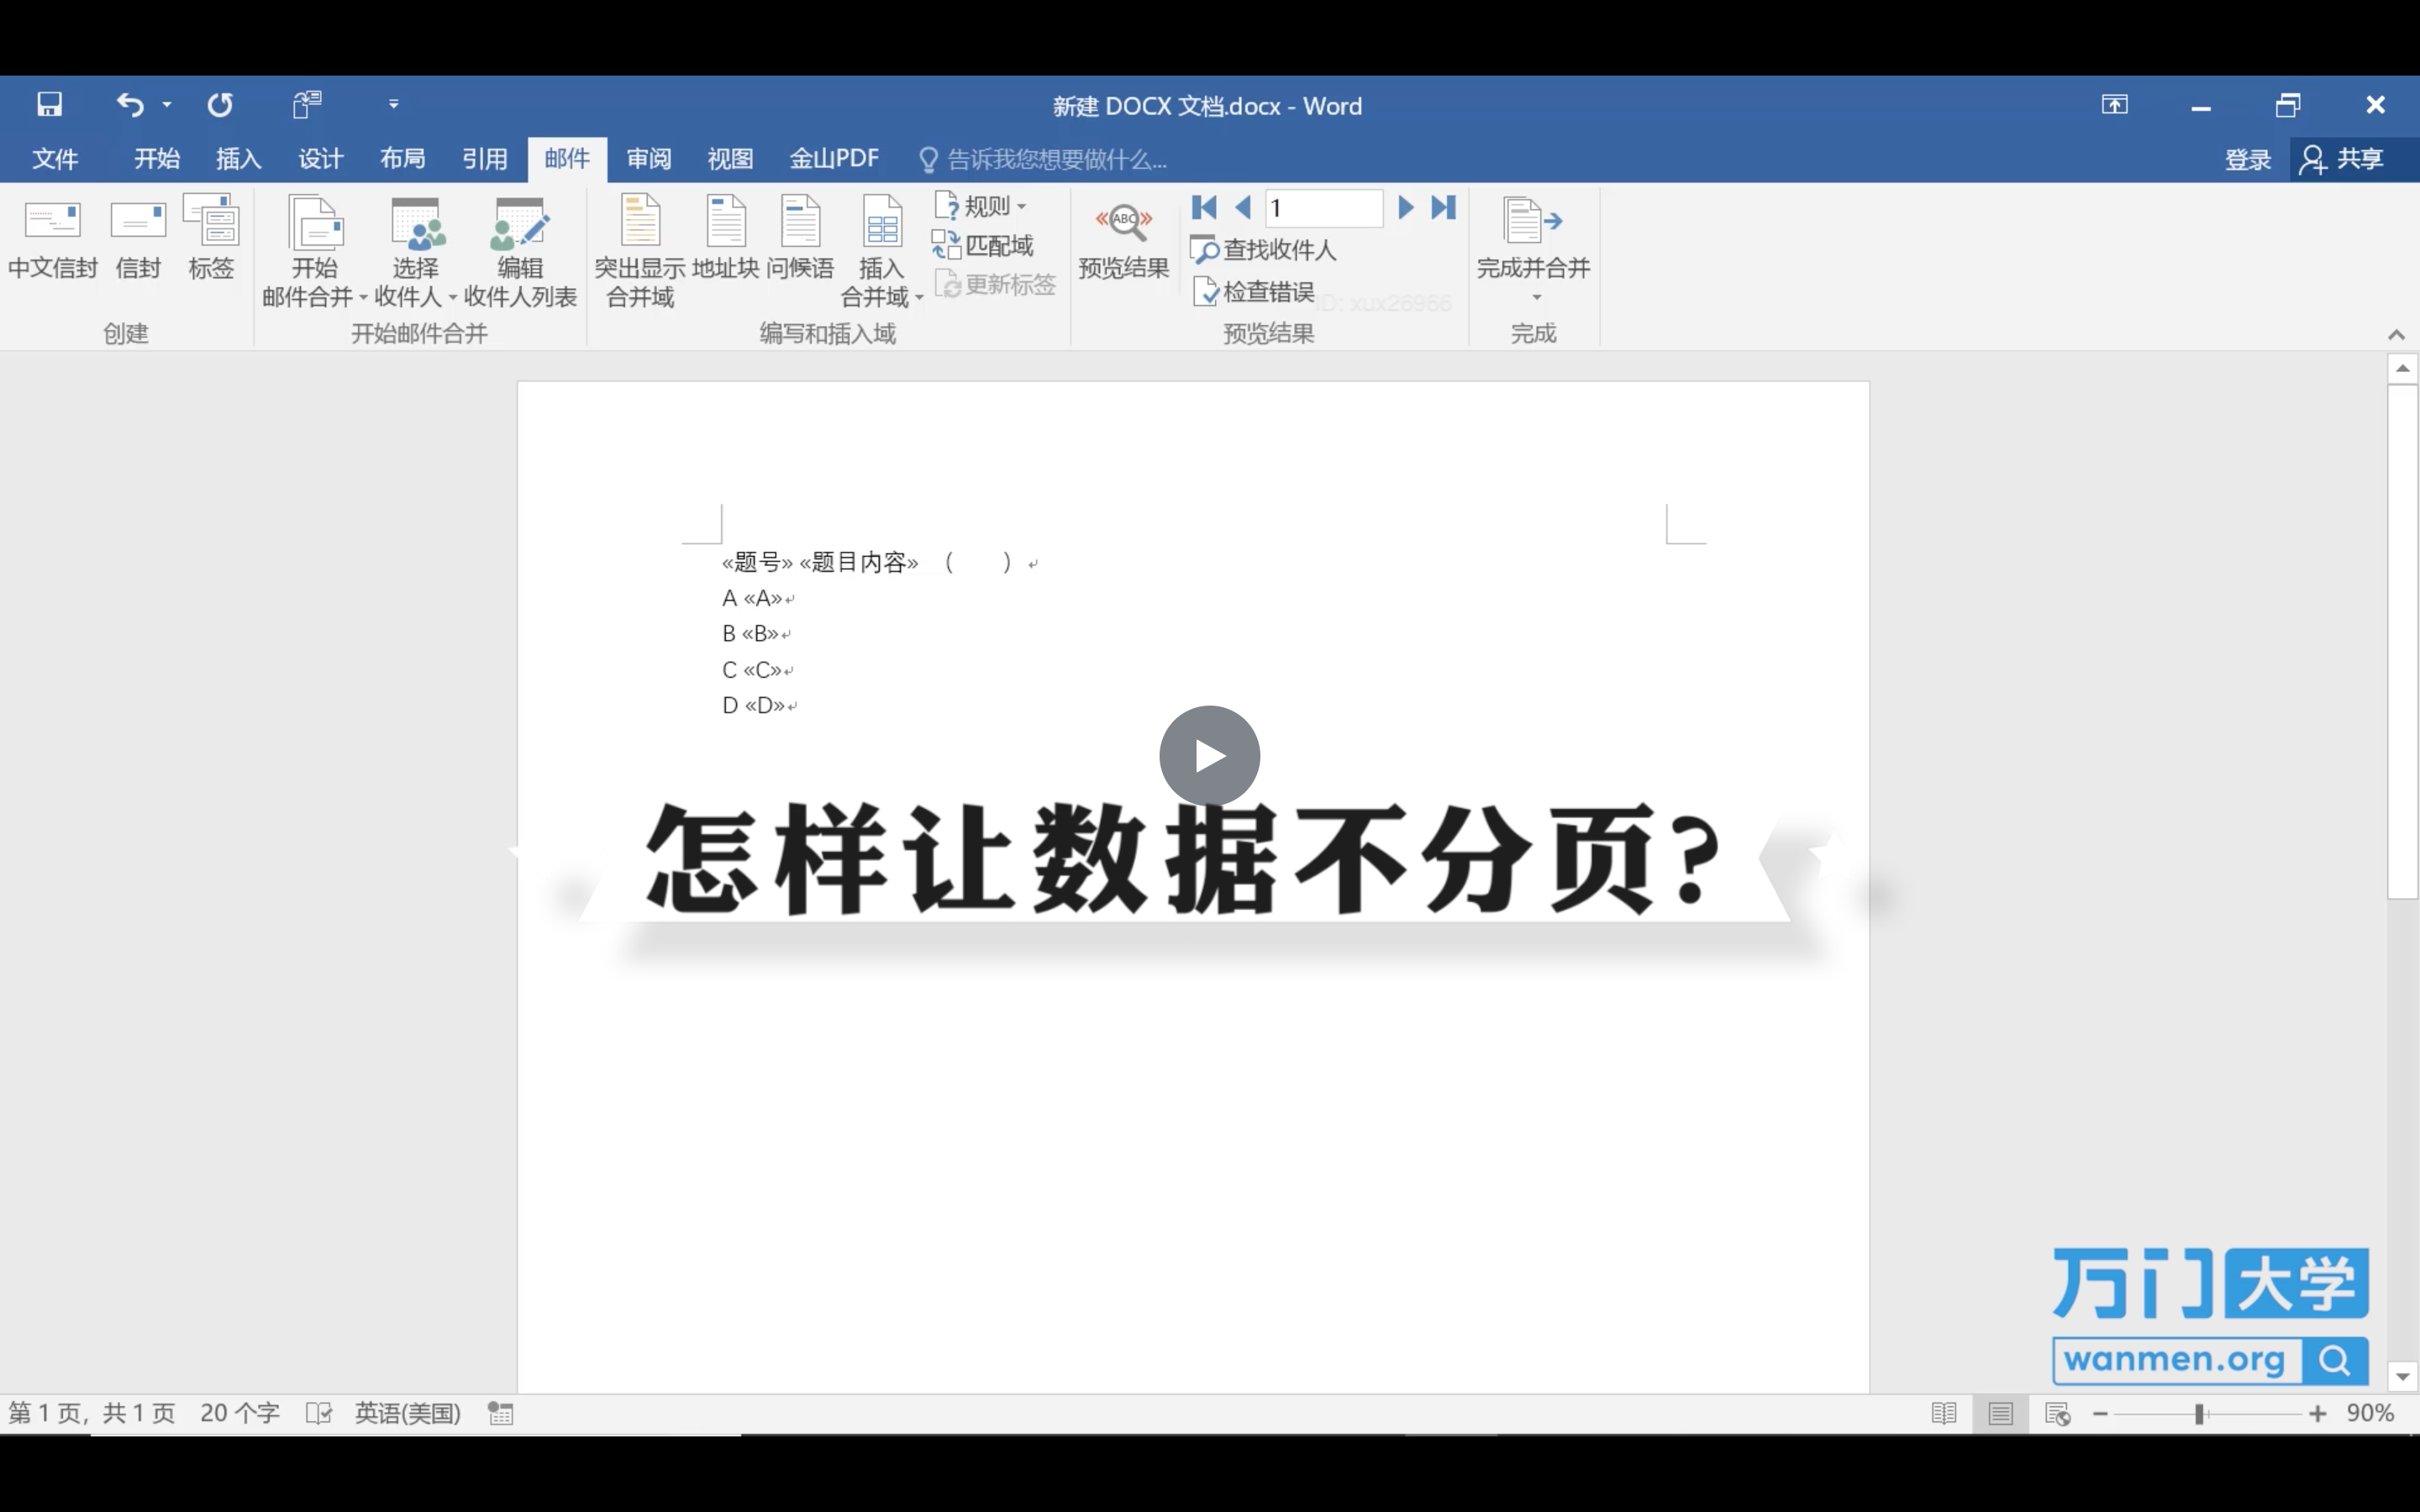 新建 DOCX 文档.docx - Word
文件 开始 插入 设计 布局 引用 邮件 审阅 视图 金山PDF 告诉我您想要做什么... 登录 共享
中文信封 信封 标签 开始 邮件合并 选择 收件人 编辑 收件人列表 突出显示 合并域 地址块 问候语 插入 合并域 规则 匹配域 更新标签 预览结果 1 查找收件人 检查错误 完成并合并
ID: xux26966
创建 开始邮件合并 编写和插入域 预览结果 完成
«题号» «题目内容» （ ）
A «A»
B «B»
C «C»
D «D»
怎样让数据不分页?
万门大学
wanmen.org
第 1 页，共 1 页 20 个字 英语(美国) 90%